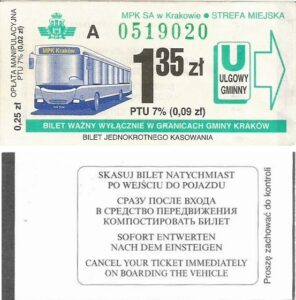 MPK SA w Krakowie • STREFA MIEJSKA
A 0519020
0,25 zł OPŁATA MANIPULACYJNA
PTU 7% (0,02 zł)
MPK Kraków
1 35 zł
PTU 7% (0,09 zł)
U
ULGOWY
GMINNY
BILET WAŻNY WYŁĄCZNIE W GRANICACH GMINY KRAKÓW
BILET JEDNOKROTNEGO KASOWANIA
SKASUJ BILET NATYCHMIAST
PO WEJŚCIU DO POJAZDU
СРАЗУ ПОСЛЕ ВХОДА
В СРЕДСТВО ПЕРЕДВИЖЕНИЯ
КОМПОСТИРОВАТЬ БИЛЕТ
SOFORT ENTWERTEN
NACH DEM EINSTEIGEN
CANCEL YOUR TICKET IMMEDIATELY
ON BOARDING THE VEHICLE
Proszę zachować do kontroli